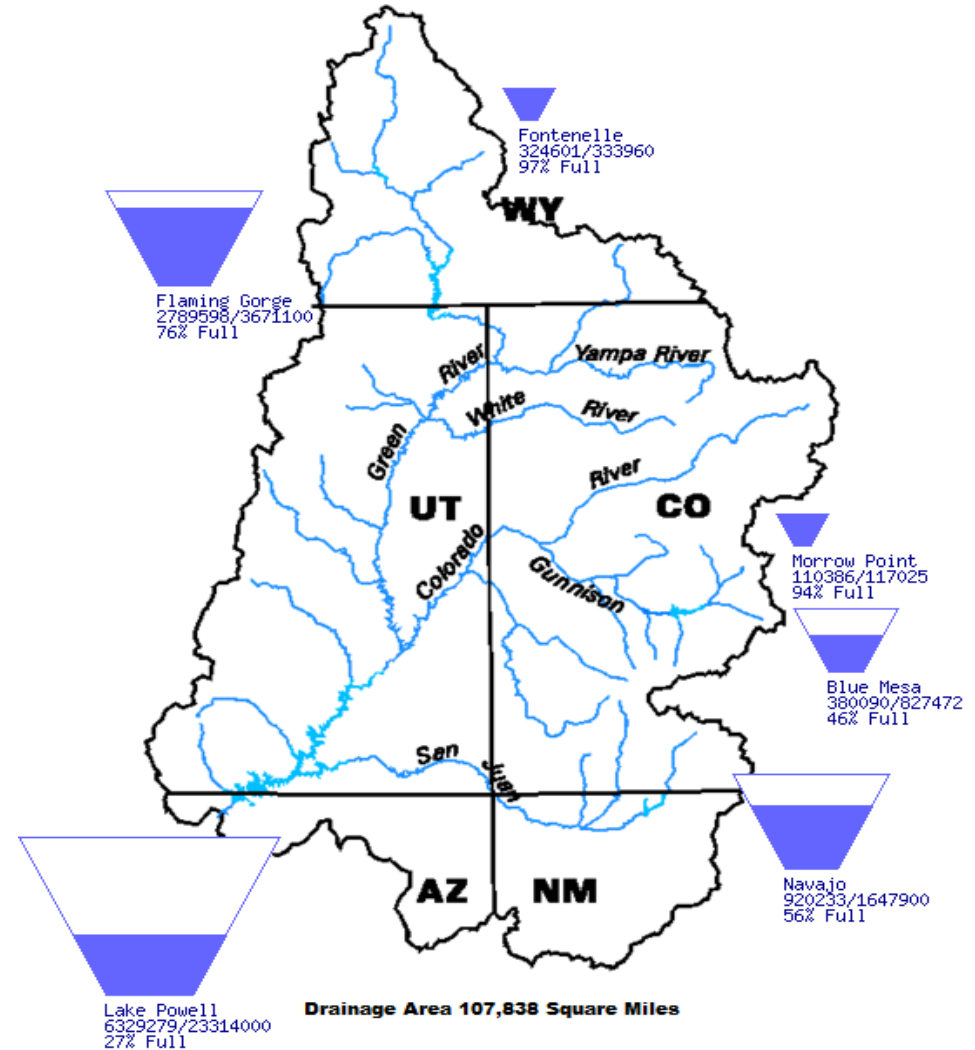 Fontenelle
324601/333960
97% Full
WY
Flaming Gorge
2789598/3671100
76% Full
Yampa River
River
White
River
Green
River
UT
CO
Colorado
Gunnison
Morrow Point
110386/117025
94% Full
Blue Mesa
380090/827472
46% Full
San
Juan
Navajo
920233/1647900
56% Full
AZ
NM
Lake Powell
6329279/23314000
27% Full
Drainage Area 107,838 Square Miles